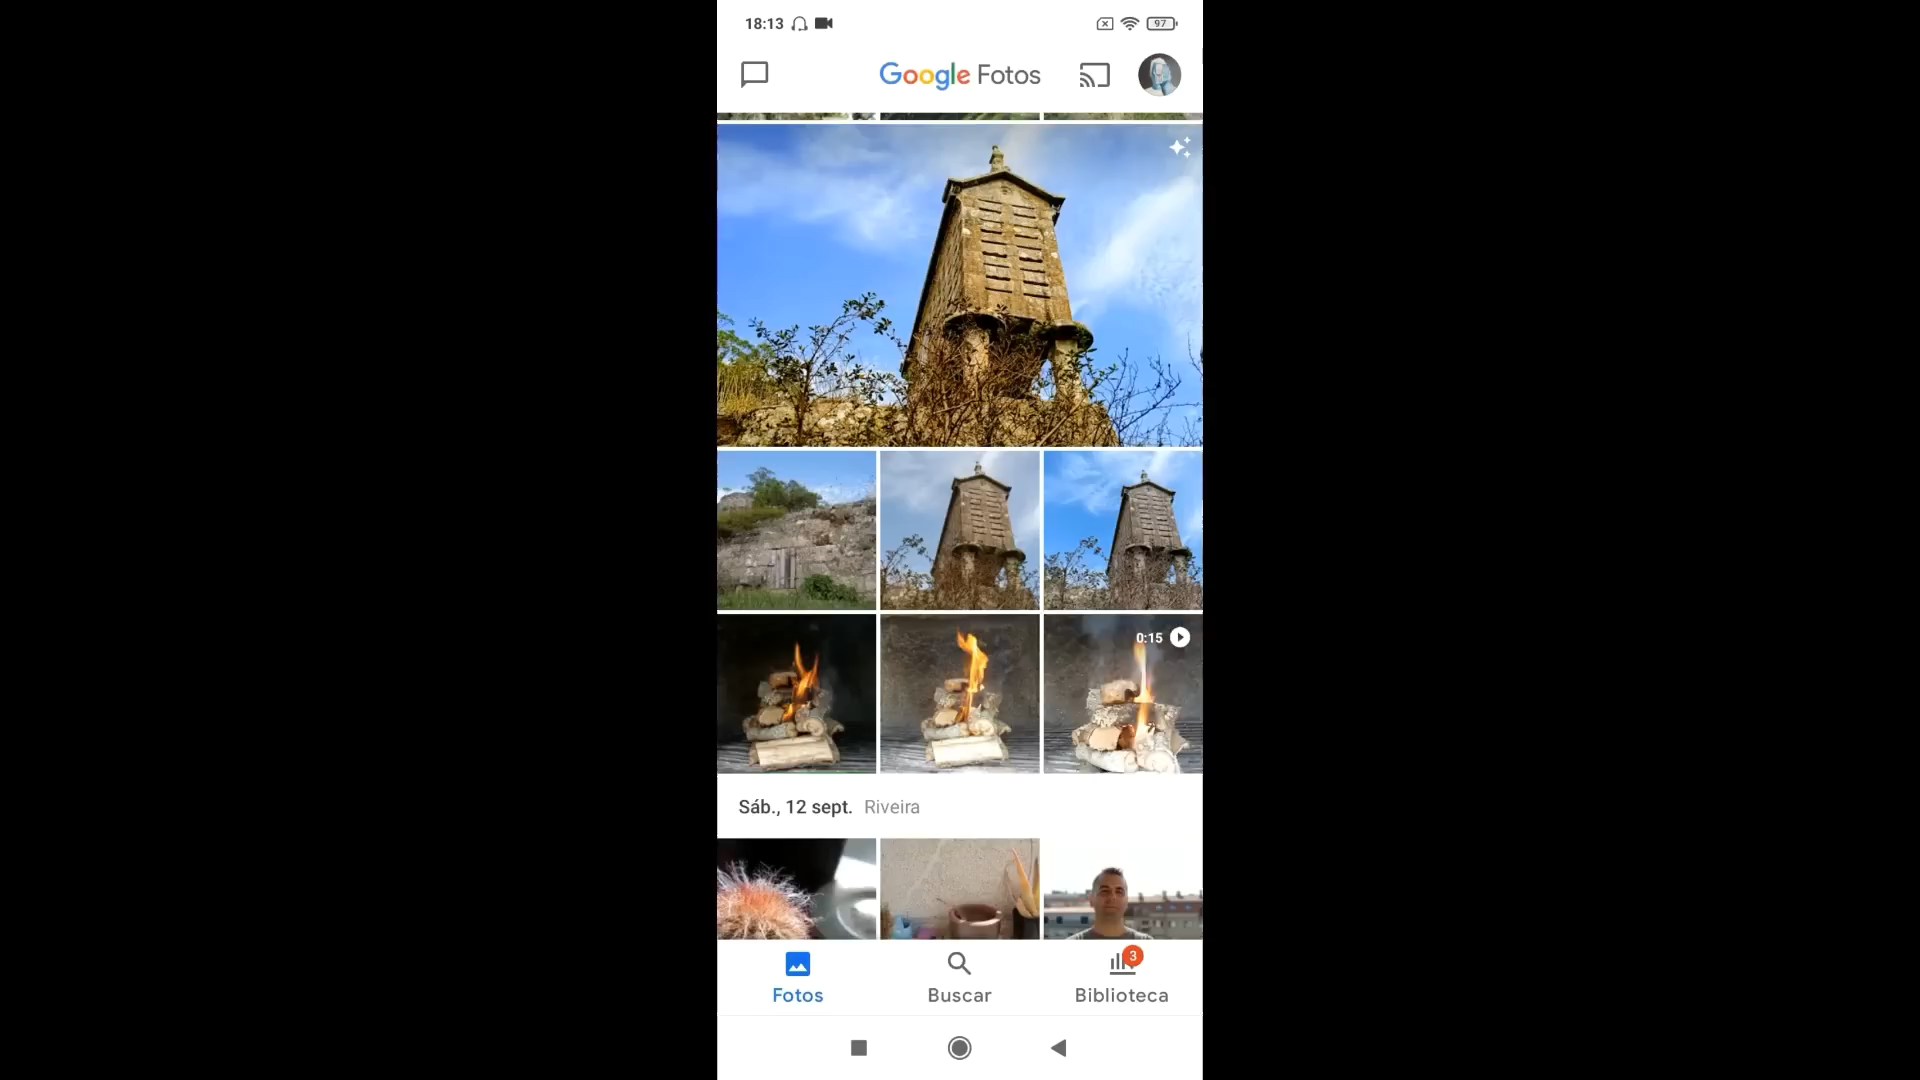 18:13
97
Google Fotos
0:15
Sáb., 12 sept. Riveira
3
Fotos
Buscar
Biblioteca